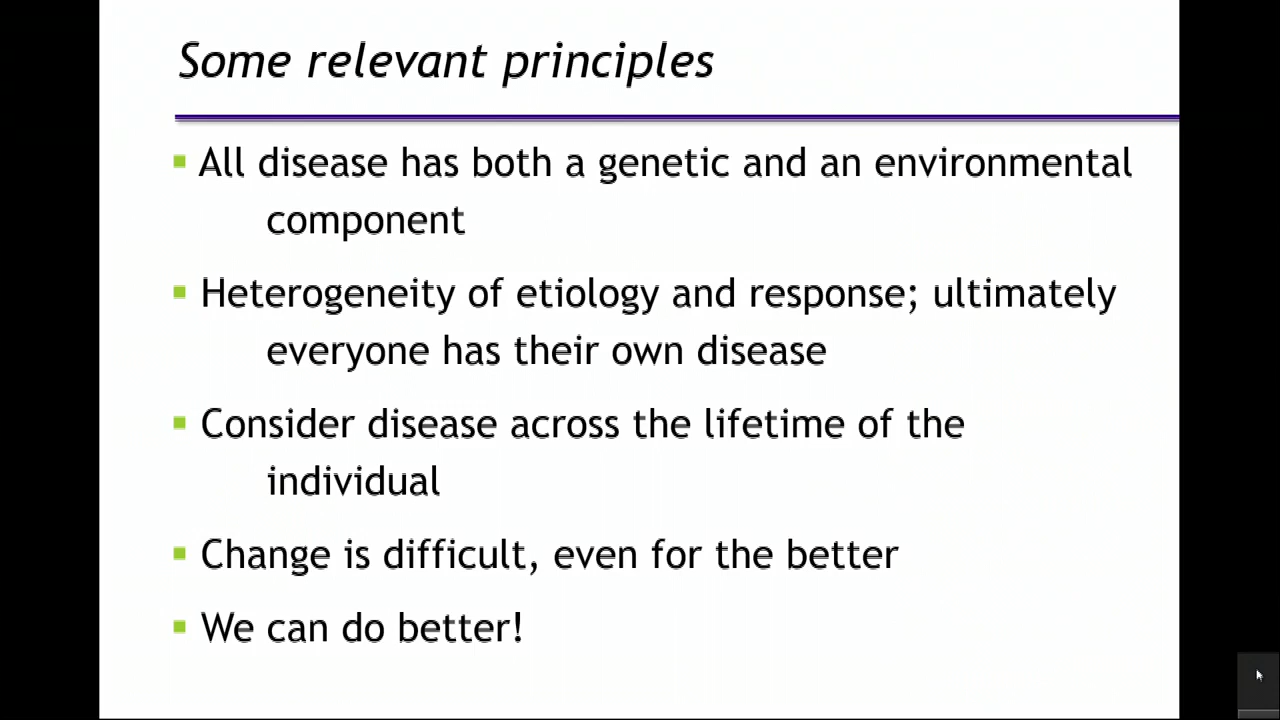 Some relevant principles
All disease has both a genetic and an environmental
component
Heterogeneity of etiology and response; ultimately
everyone has their own disease
Consider disease across the lifetime of the
individual
Change is difficult, even for the better
We can do better!